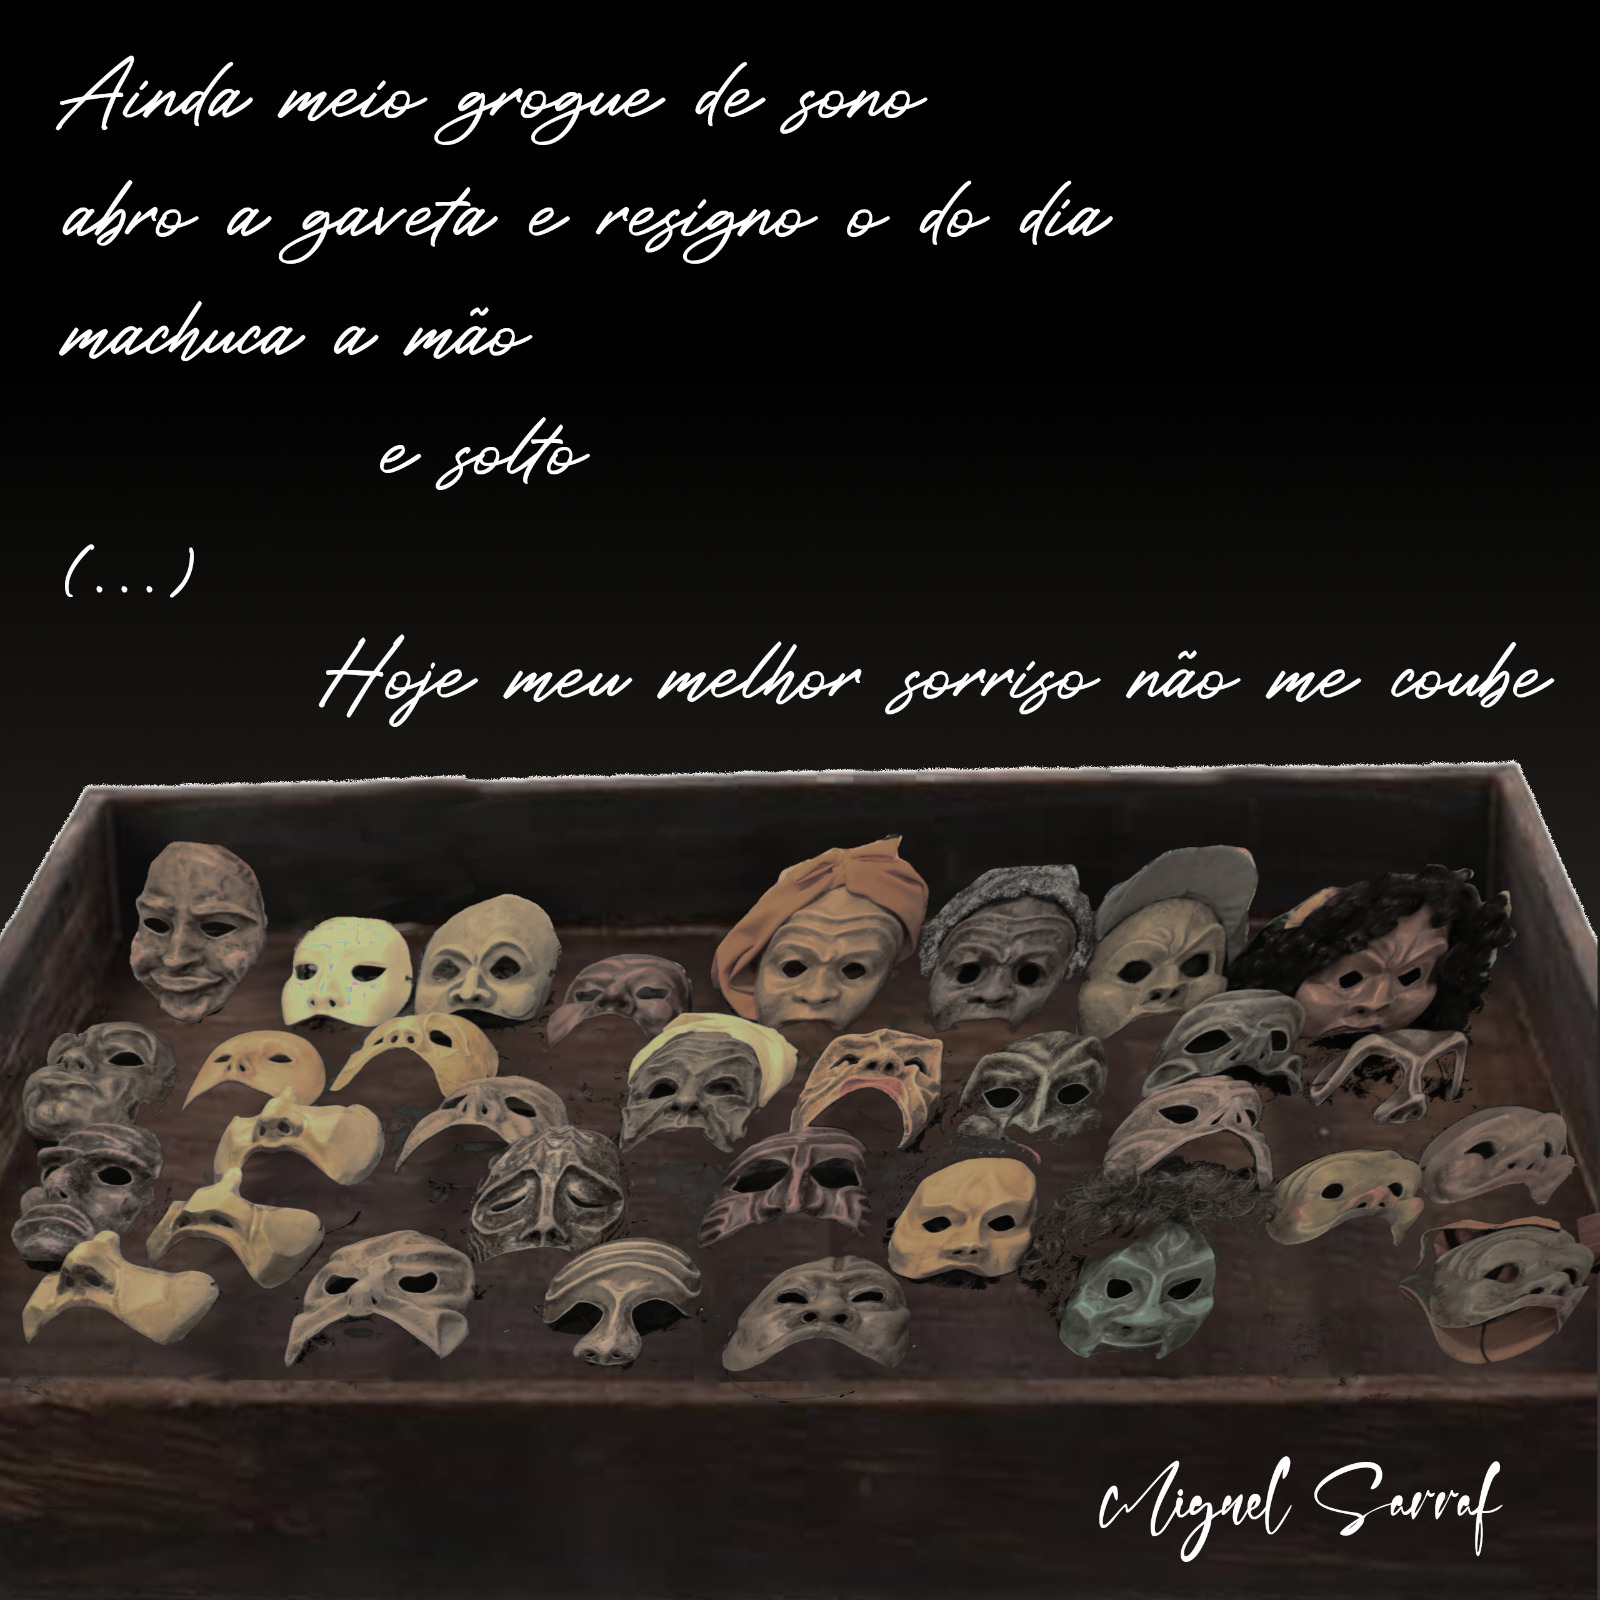 Ainda meio grogue de sono
abro a gaveta e resigno o do dia
machuca a mão
e solto
(...)
Hoje meu melhor sorriso não me coube
Miguel Sarraf